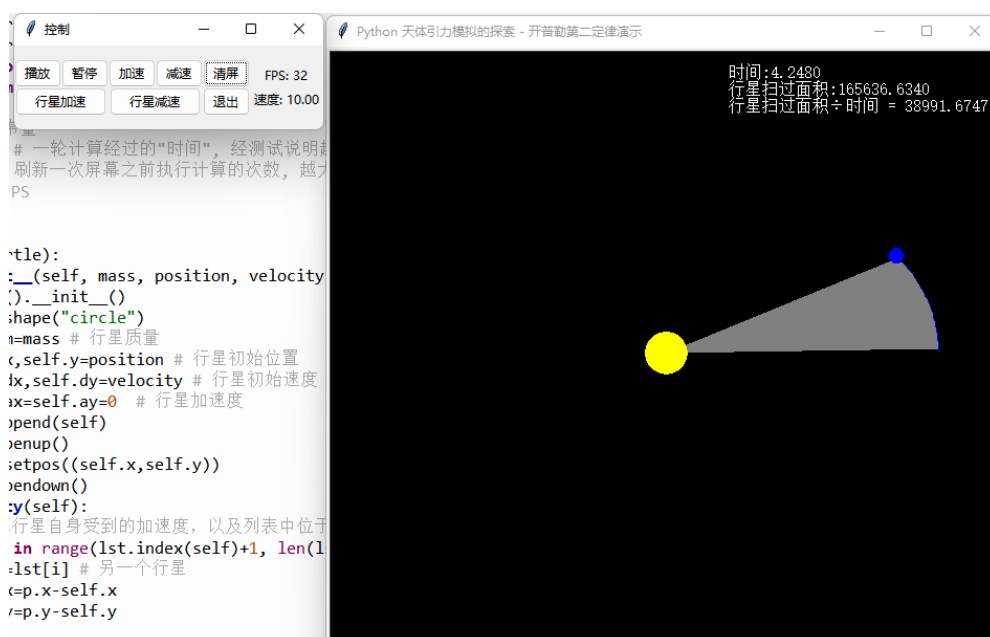 控制
播放 暂停 加速 减速 清屏 FPS: 32
行星加速 行星减速 退出 速度: 10.00
Python 天体引力模拟的探索 - 开普勒第二定律演示
时间:4.2480
行星扫过面积:165636.6340
行星扫过面积÷时间 = 38991.6747
# 一轮计算经过的"时间", 经测试说明
刷新一次屏幕之前执行计算的次数, 越
PS
rtle):
__(self, mass, position, velocity
().__init__()
shape("circle")
m=mass # 行星质量
,self.y=position # 行星初始位置
dx,self.dy=velocity # 行星初始速度
ax=self.ay=0 # 行星加速度
ppend(self)
penup()
setpos((self.x,self.y))
pendown()
ty(self):
行星自身受到的加速度, 以及列表中位于
in range(lst.index(self)+1, len(l
=lst[i] # 另一个行星
x=p.x-self.x
y=p.y-self.y